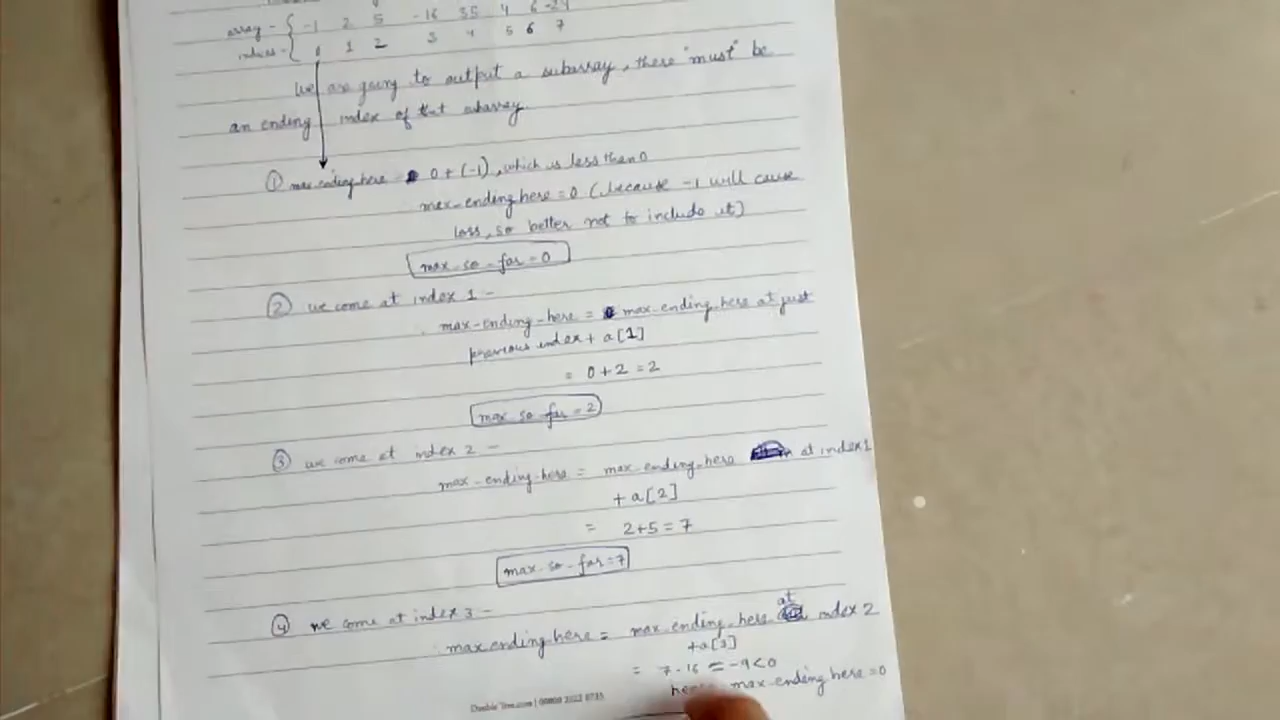 array - { -1 2 5 -16 35 4 6 -24
indices - { 0 1 2 3 4 5 6 7
we are going to output a subarray, there "must" be
an ending index of that subarray
① max ending here 0 + (-1), which is less than 0
max-ending here = 0 (because -1 will cause
loss, so better not to include it)
max-so-far = 0
② we come at index 1 -
max-ending-here = max-ending here at just
previous index + a[1]
= 0+2 = 2
max so far = 2
③ we come at index 2 -
max-ending-here = max-ending-here at index 1
+ a[2]
= 2+5 = 7
max-so-far = 7
④ we come at index 3 -
at
max ending here = max ending here index 2
+a[3]
= 7-16 = -9<0
hence max-ending here = 0